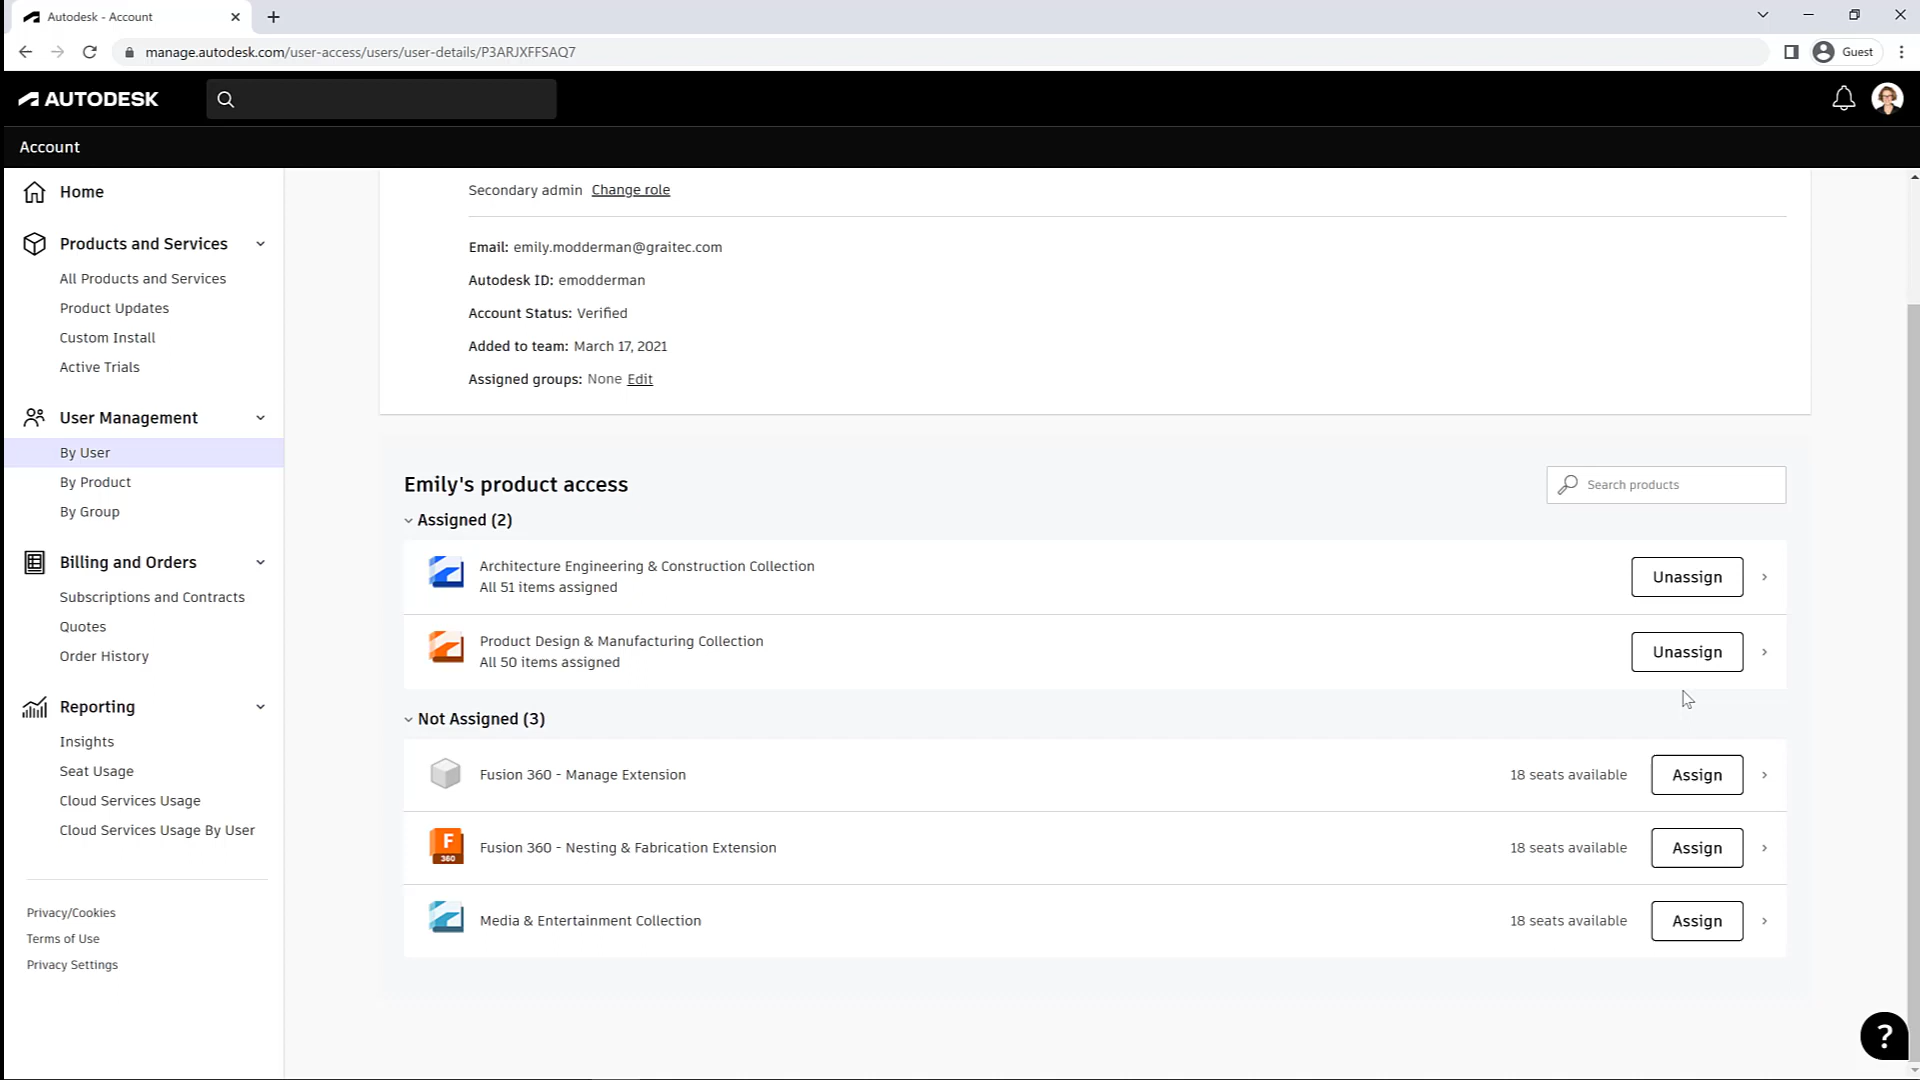 Autodesk - Account
manage.autodesk.com/user-access/users/user-details/P3ARJXFFSAQ7
Guest
AUTODESK
Account
Home
Products and Services
All Products and Services
Product Updates
Custom Install
Active Trials
User Management
By User
By Product
By Group
Billing and Orders
Subscriptions and Contracts
Quotes
Order History
Reporting
Insights
Seat Usage
Cloud Services Usage
Cloud Services Usage By User
Privacy/Cookies
Terms of Use
Privacy Settings
Secondary admin Change role
Email: emily.modderman@graitec.com
Autodesk ID: emodderman
Account Status: Verified
Added to team: March 17, 2021
Assigned groups: None Edit
Emily's product access
Search products
Assigned (2)
Architecture Engineering & Construction Collection
All 51 items assigned
Unassign
Product Design & Manufacturing Collection
All 50 items assigned
Unassign
Not Assigned (3)
Fusion 360 - Manage Extension
18 seats available
Assign
F
360
Fusion 360 - Nesting & Fabrication Extension
18 seats available
Assign
Media & Entertainment Collection
18 seats available
Assign
?